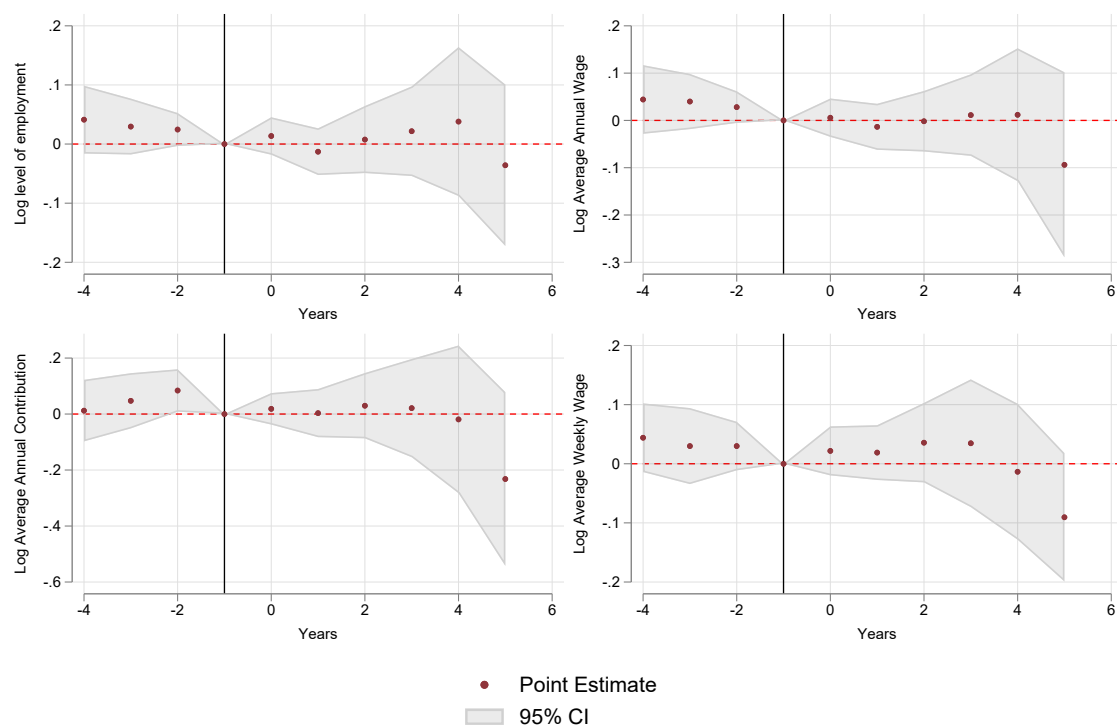 Log level of employment
.2
.1
0
-.1
-.2
-4 -2 0 2 4 6
Years
Log Average Annual Wage
.2
.1
0
-.1
-.2
-.3
-4 -2 0 2 4 6
Years
Log Average Annual Contribution
.2
0
-.2
-.4
-.6
-4 -2 0 2 4 6
Years
Log Average Weekly Wage
.2
.1
0
-.1
-.2
-4 -2 0 2 4 6
Years
Point Estimate
95% CI